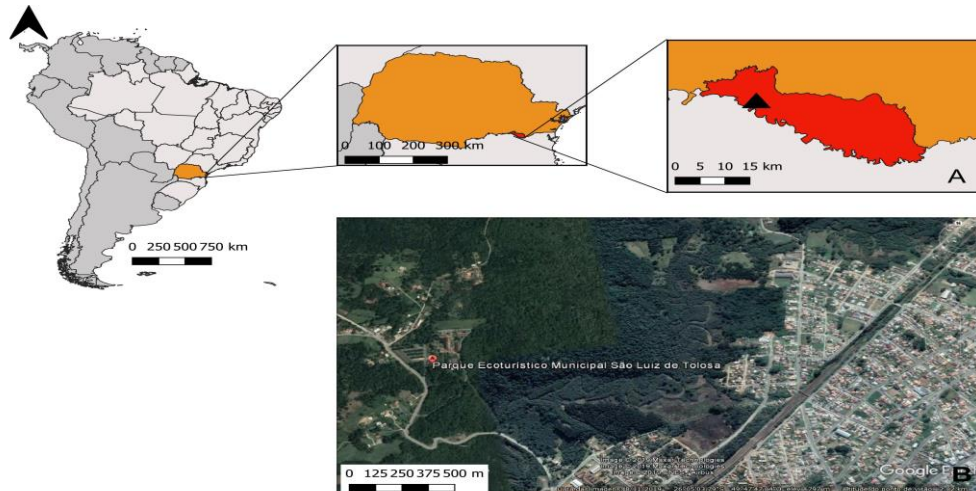 0 100 200 300 km
0 5 10 15 km
A
0 250 500 750 km
Parque Ecoturístico Municipal São Luiz de Tolosa
Google
B
0 125 250 375 500 m